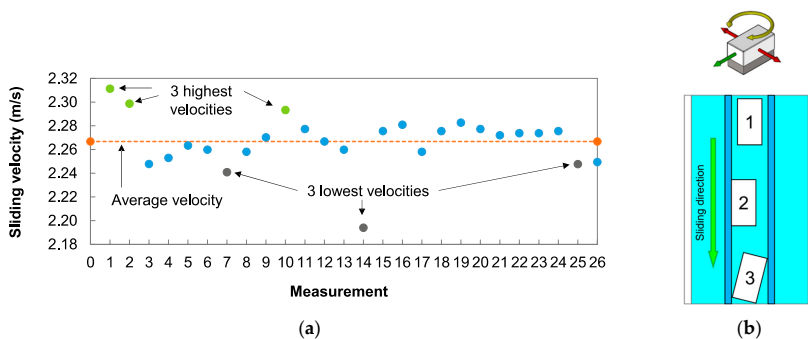 Sliding velocity (m/s)
2.32
2.30
2.28
2.26
2.24
2.22
2.20
2.18
3 highest
velocities
Average velocity
3 lowest velocities
0 1 2 3 4 5 6 7 8 9 10 11 12 13 14 15 16 17 18 19 20 21 22 23 24 25 26
Measurement
(a)
Sliding direction
1
2
3
(b)